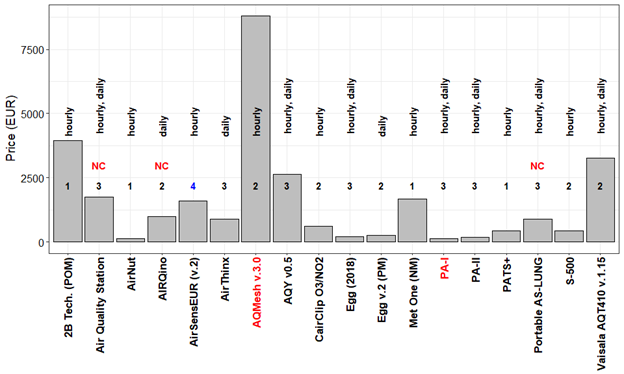 Price (EUR)
7500
5000
2500
0
hourly, daily
hourly, daily
hourly
daily
hourly
daily
hourly
hourly, daily
hourly, daily
hourly, daily
daily
hourly
hourly, daily
hourly, daily
hourly, daily
hourly, daily
hourly
hourly, daily
NC
NC
NC
1
3
1
2
4
3
2
3
2
3
2
1
3
3
1
3
2
2
2B Tech. (POM)
Air Quality Station
AirNut
AIRQino
AirSensEUR (v.2)
AirThinx
AQMesh v.3.0
AQY v0.5
CairClip O3/NO2
Egg (2018)
Egg v.2 (PM)
Met One (NM)
PA-I
PA-II
PATS+
Portable AS-LUNG
S-500
Vaisala AQT410 v.1.15